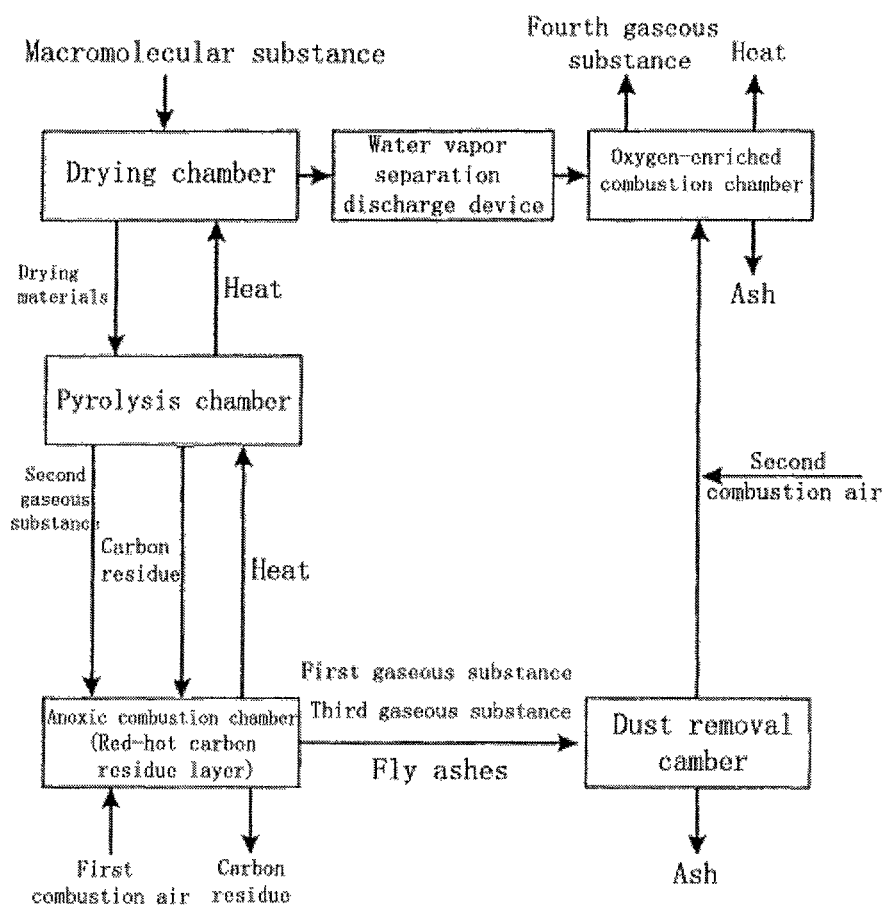 Macromolecular substance
Fourth gaseous
substance
Heat
Drying chamber
Water vapor
separation
discharge device
Oxygen-enriched
combustion chamber
Drying
materials
Heat
Ash
Pyrolysis chamber
Second
gaseous
substance
Carbon
residue
Heat
Second
combustion air
First gaseous substance
Third gaseous substance
Fly ashes
Anoxic combustion chamber
(Red-hot carbon
residue layer)
Dust removal
camber
First
combustion air
Carbon
residue
Ash